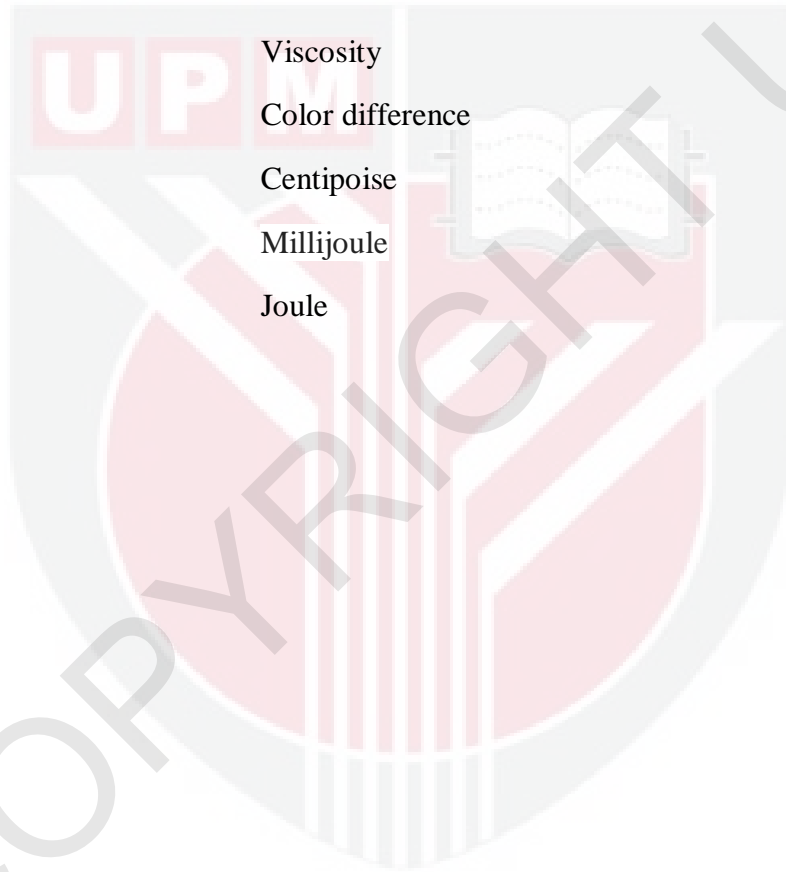 UPM
Viscosity
Color difference
Centipoise
Millijoule
Joule
COPYRIGHT U